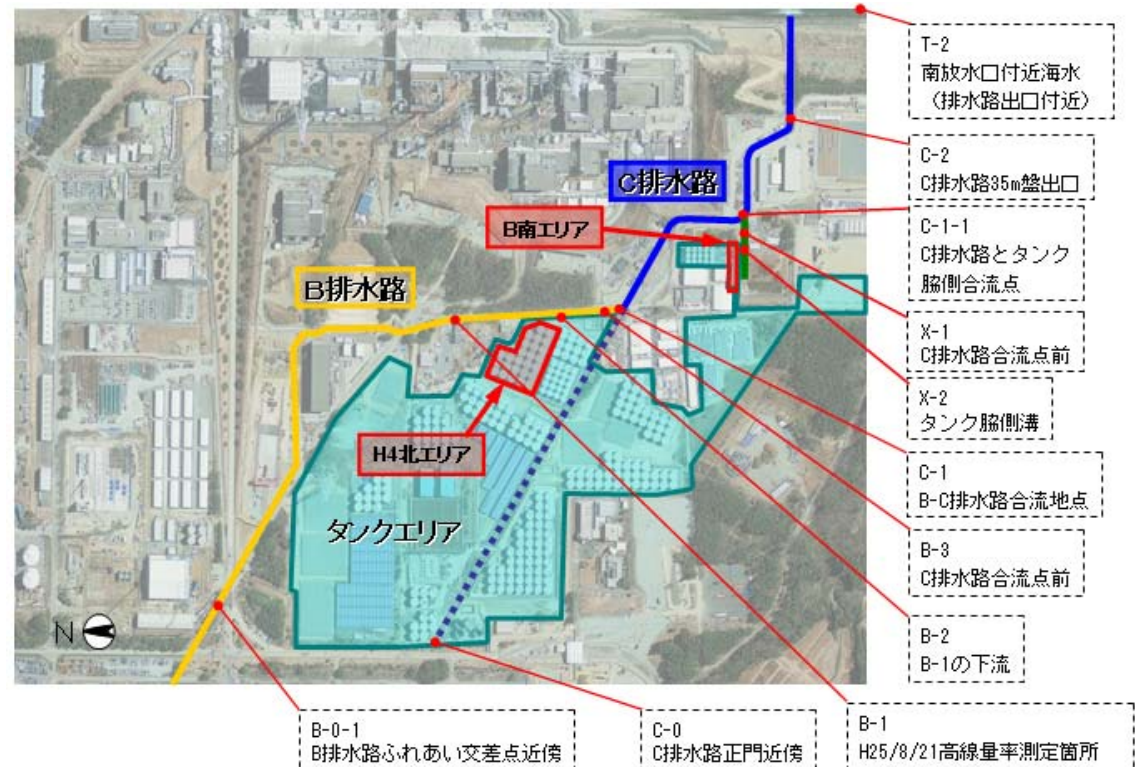 T-2
南放水口付近海水
（排水路出口付近）
C-2
C排水路35m盤出口
C排水路
C-1-1
C排水路とタンク
脇側合流点
B南エリア
B排水路
X-1
C排水路合流点前
X-2
タンク脇側溝
H4北エリア
C-1
B-C排水路合流地点
タンクエリア
B-3
C排水路合流点前
N
B-2
B-1の下流
B-0-1
B排水路ふれあい交差点近傍
C-0
C排水路正門近傍
B-1
H25/8/21高線量率測定箇所